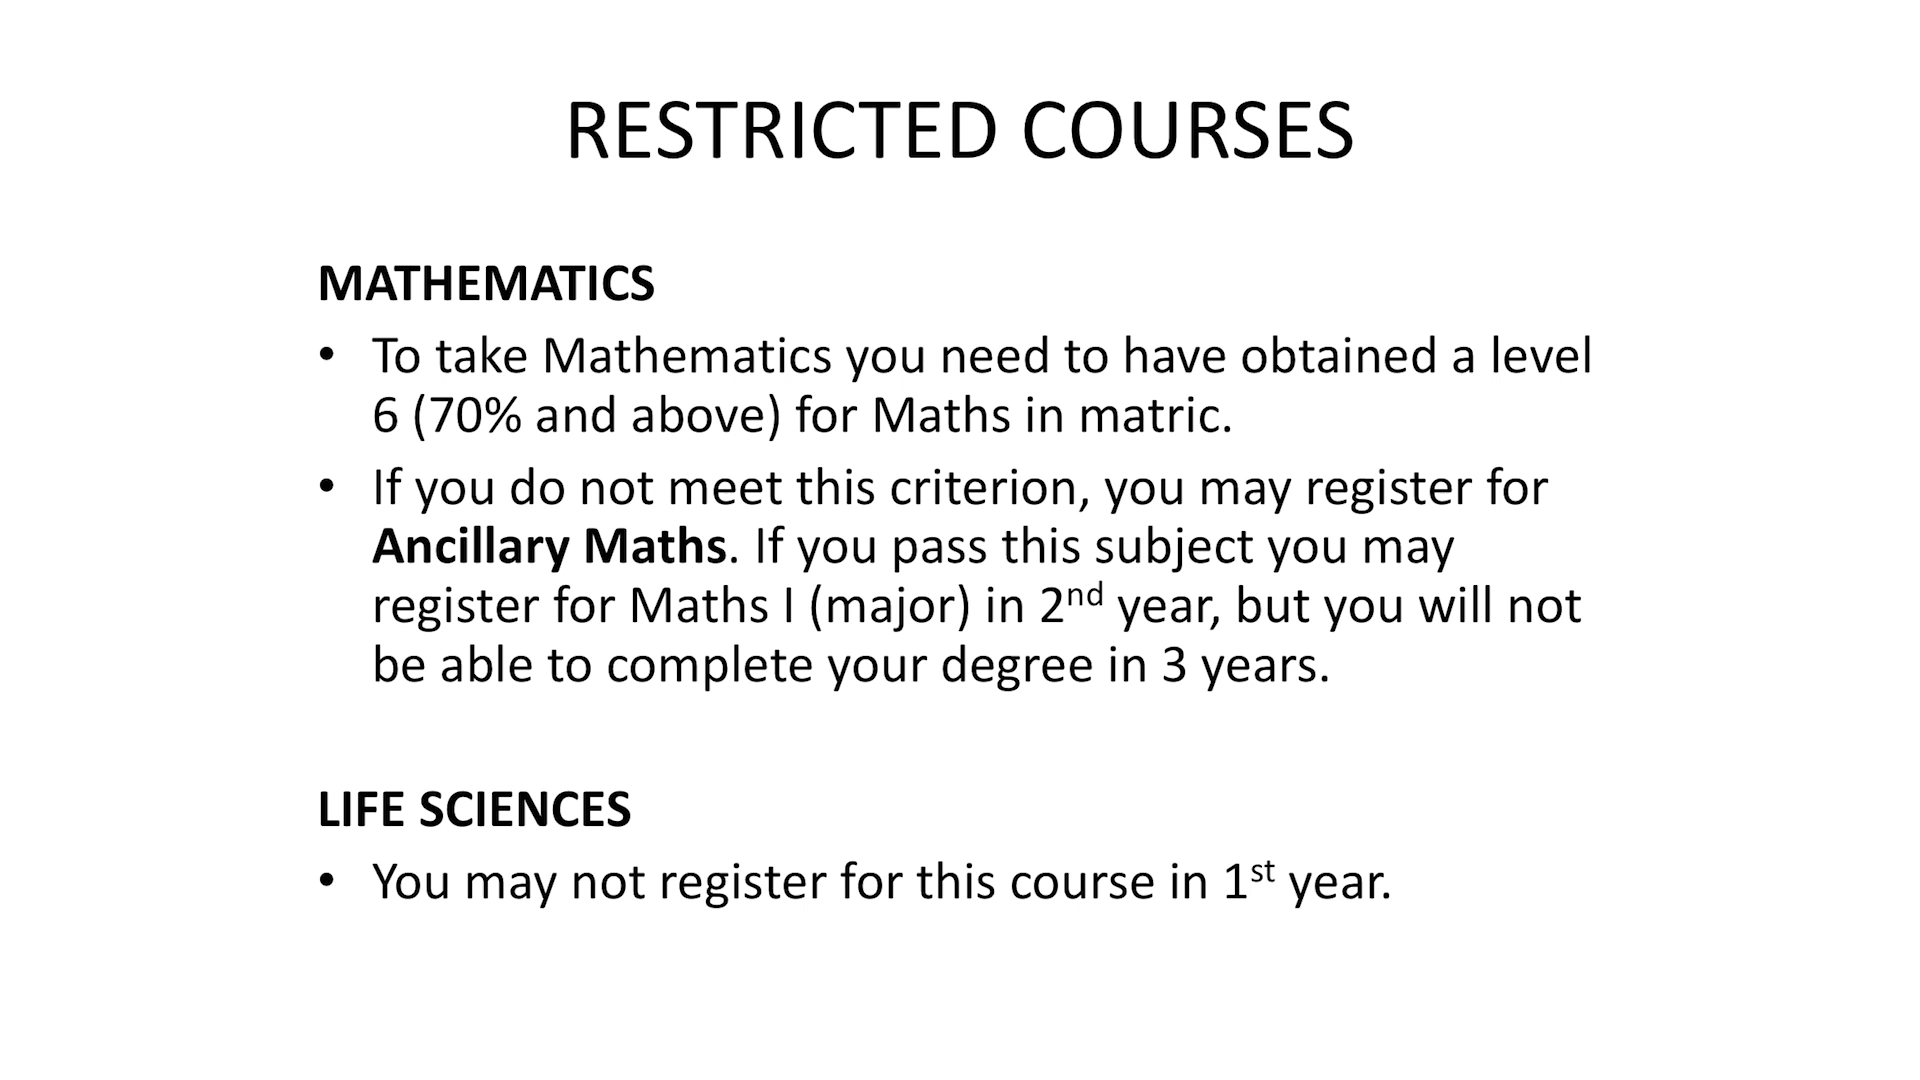 RESTRICTED COURSES
MATHEMATICS
• To take Mathematics you need to have obtained a level
6 (70% and above) for Maths in matric.
• If you do not meet this criterion, you may register for
Ancillary Maths. If you pass this subject you may
register for Maths I (major) in 2nd year, but you will not
be able to complete your degree in 3 years.
LIFE SCIENCES
• You may not register for this course in 1st year.